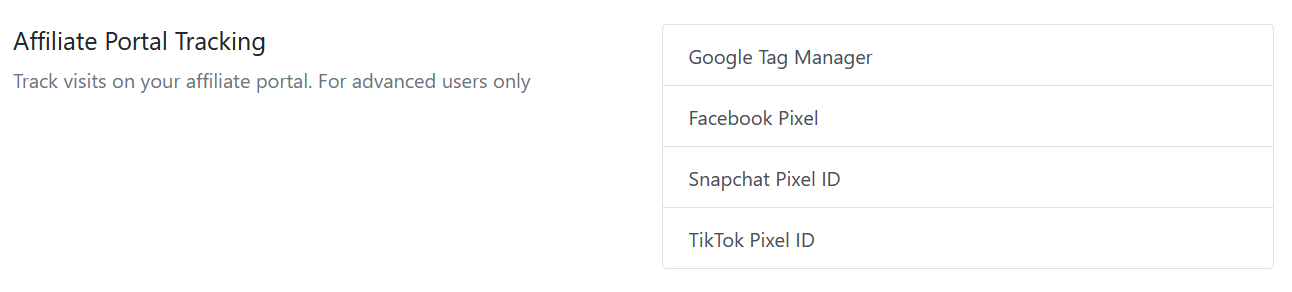 Affiliate Portal Tracking
Track visits on your affiliate portal. For advanced users only
Google Tag Manager
Facebook Pixel
Snapchat Pixel ID
TikTok Pixel ID